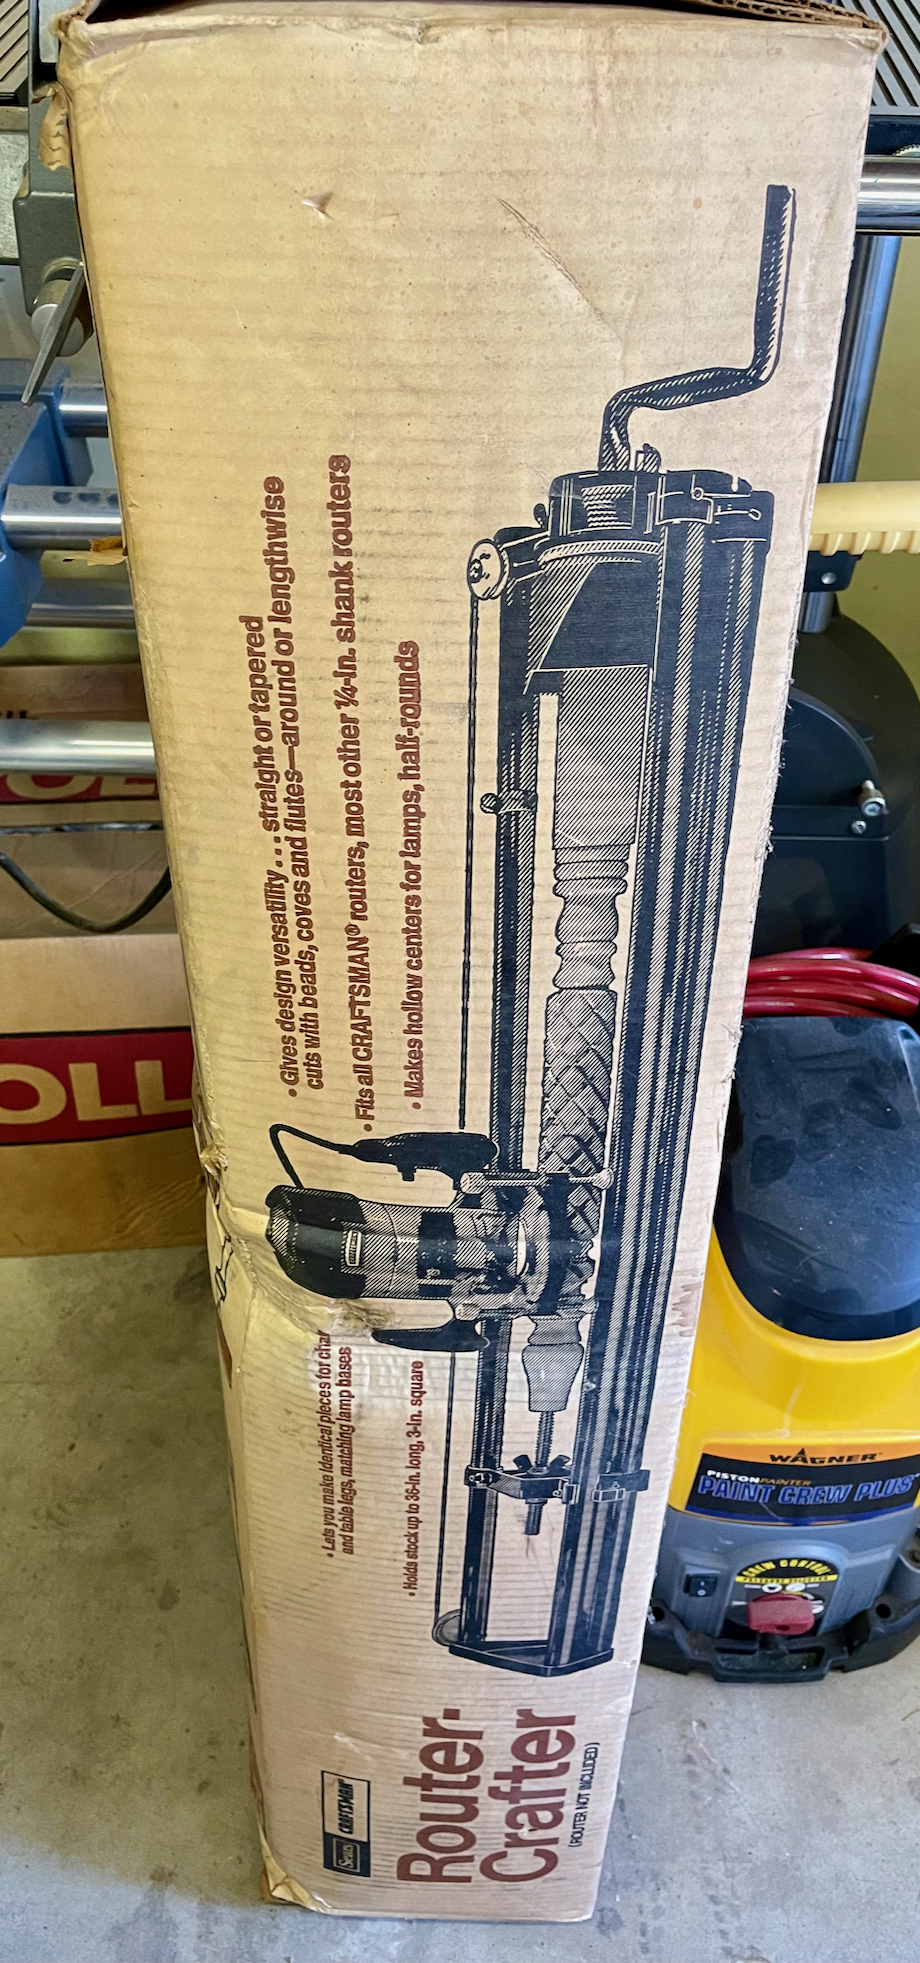 • Gives design versatility . . . straight or tapered
cuts with beads, coves and flutes—around or lengthwise
• Fits all CRAFTSMAN® routers, most other ¼-in. shank routers
• Makes hollow centers for lamps, half-rounds
• Lets you make identical pieces for chair
and table legs, matching lamp bases
• Holds stock up to 36-in. long, 3-in. square
Sears
CRAFTSMAN®
Router-
Crafter
(ROUTER NOT INCLUDED)
OLL
WAGNER
PISTON PAINTER
PAINT CREW PLUS
CREW CONTROL